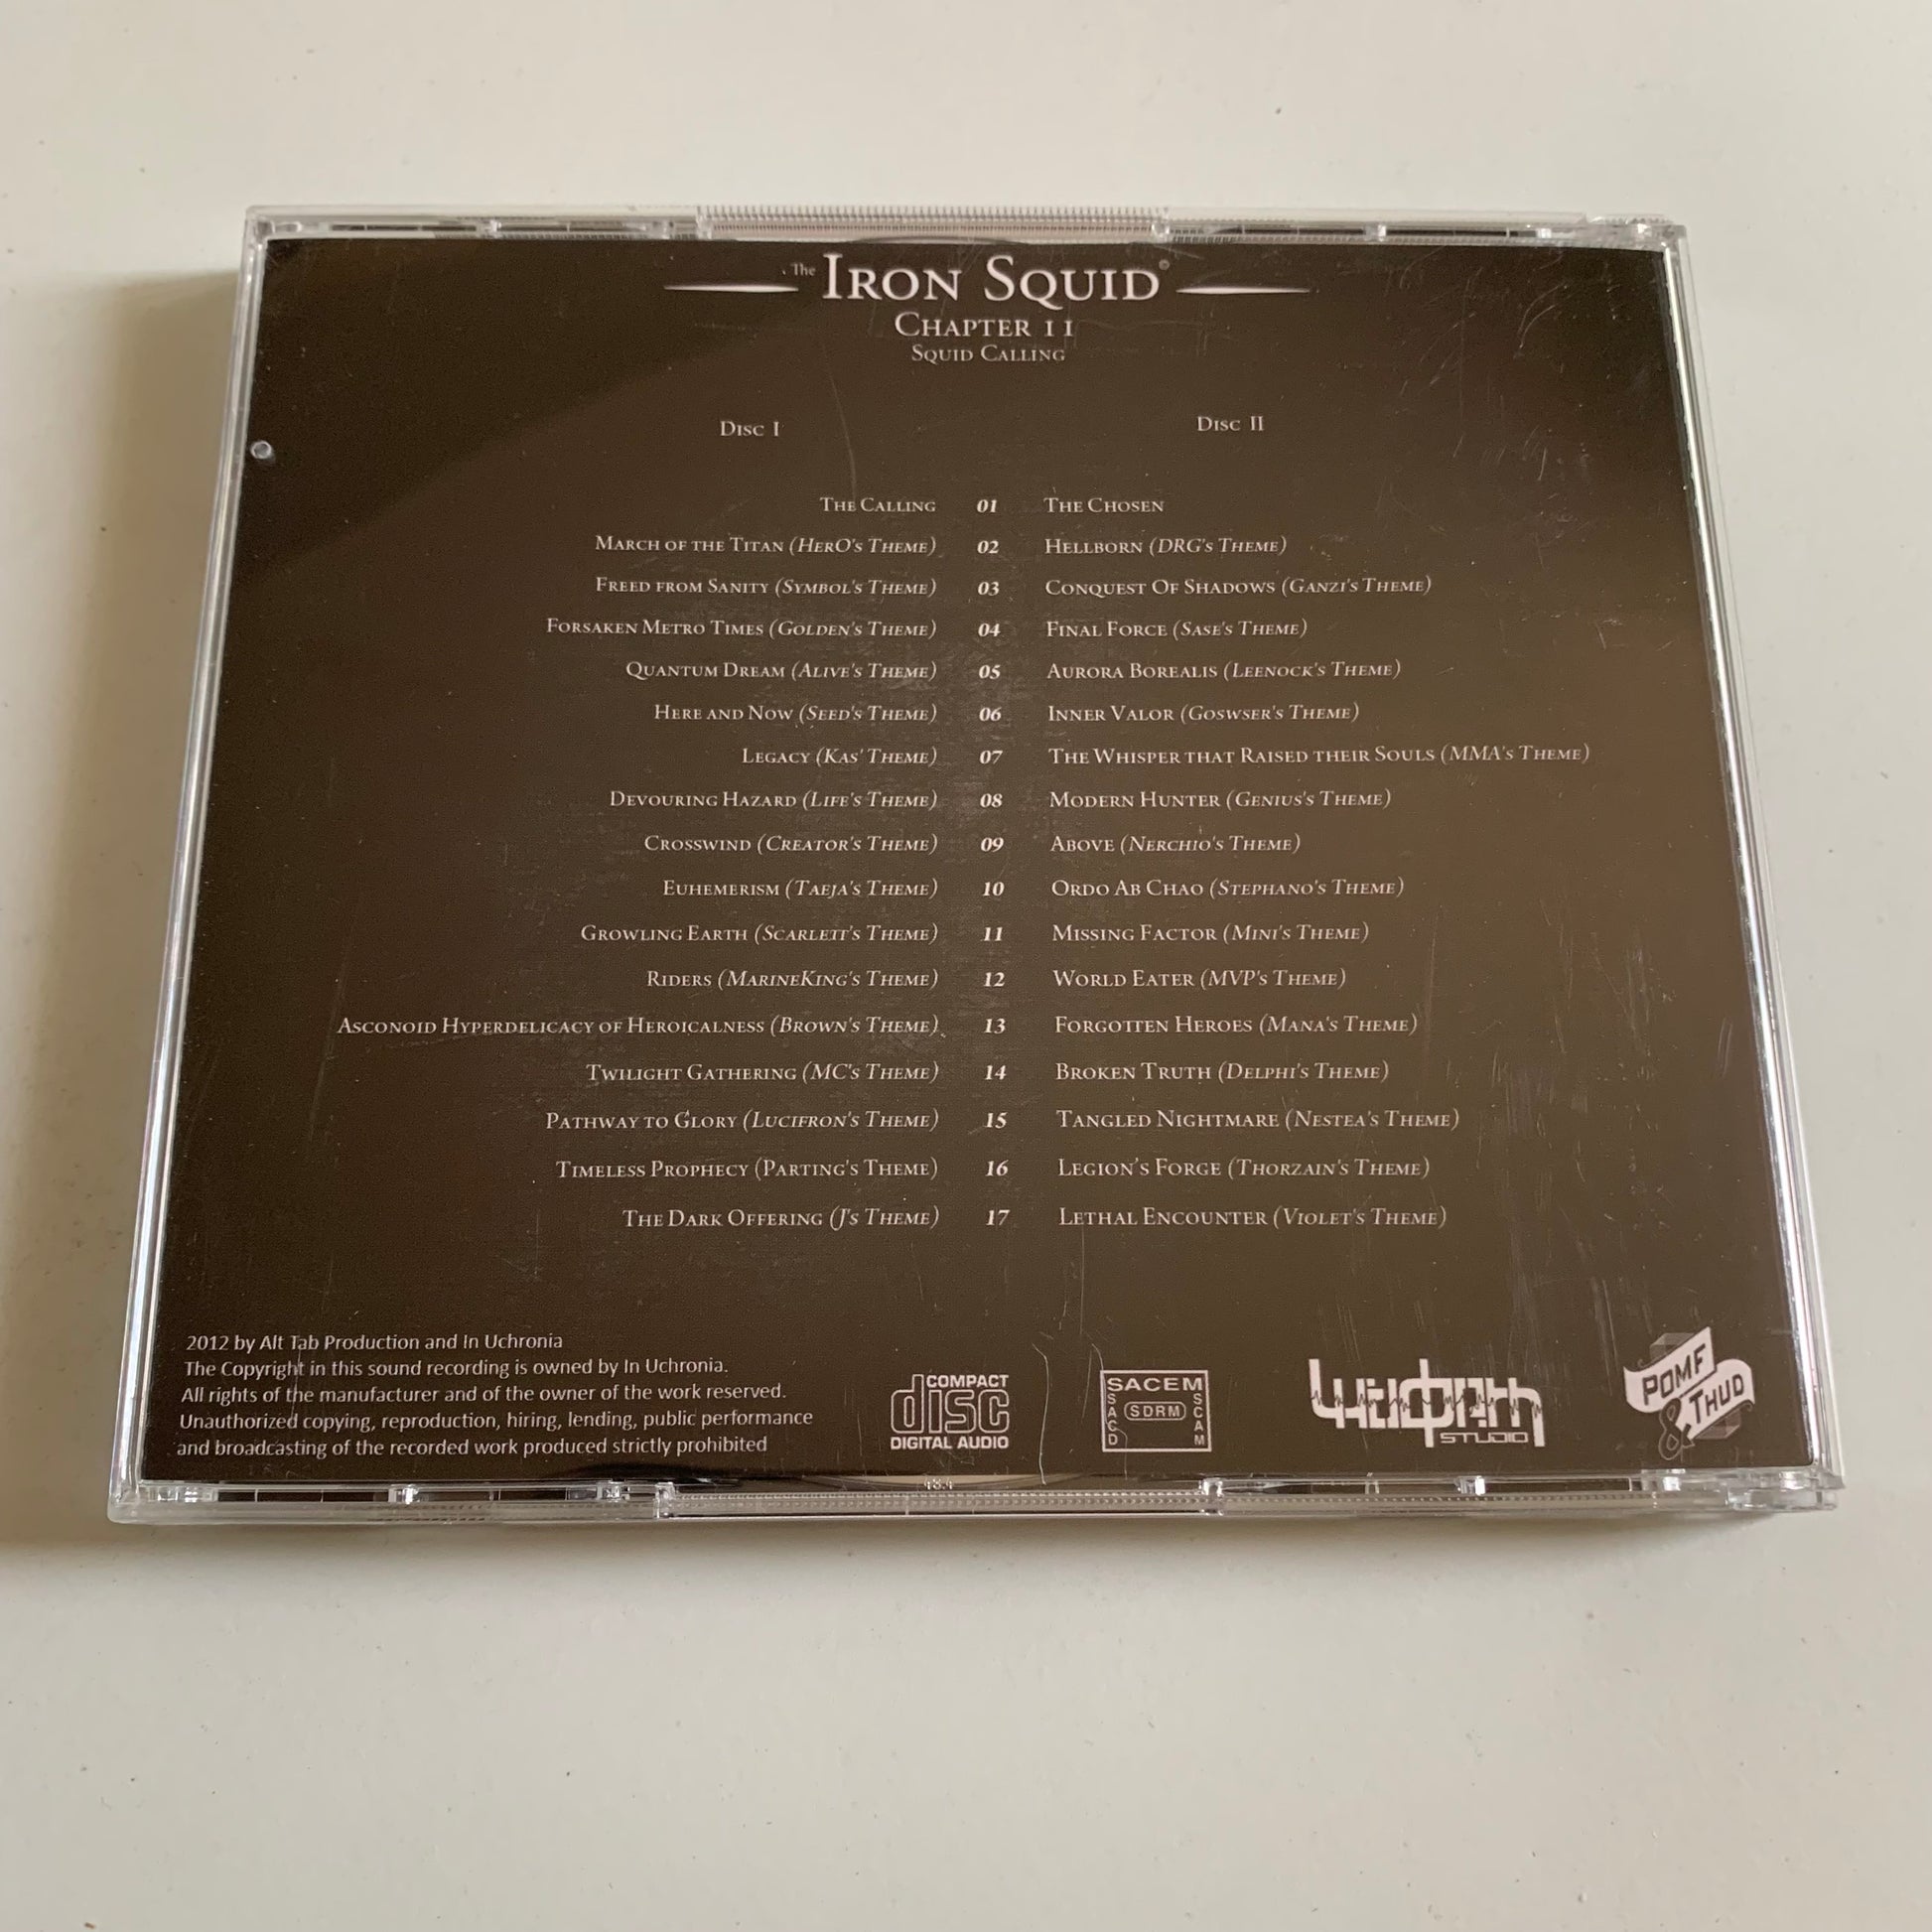 The Iron Squid©
Chapter II
Squid Calling
Disc I
Disc II
The Calling 01 The Chosen
March of the Titan (HerO's Theme) 02 Hellborn (DRG's Theme)
Freed from Sanity (Symbol's Theme) 03 Conquest Of Shadows (Ganzi's Theme)
Forsaken Metro Times (Golden's Theme) 04 Final Force (Sase's Theme)
Quantum Dream (Alive's Theme) 05 Aurora Borealis (Leenock's Theme)
Here and Now (Seed's Theme) 06 Inner Valor (Goswser's Theme)
Legacy (Kas' Theme) 07 The Whisper that Raised their Souls (MMA's Theme)
Devouring Hazard (Life's Theme) 08 Modern Hunter (Genius's Theme)
Crosswind (Creator's Theme) 09 Above (Nerchio's Theme)
Euhemerism (Taeja's Theme) 10 Ordo Ab Chao (Stephano's Theme)
Growling Earth (Scarlett's Theme) 11 Missing Factor (Mini's Theme)
Riders (MarineKing's Theme) 12 World Eater (MVP's Theme)
Asconoid Hyperdelicacy of Heroicalness (Brown's Theme) 13 Forgotten Heroes (Mana's Theme)
Twilight Gathering (MC's Theme) 14 Broken Truth (Delphi's Theme)
Pathway to Glory (Lucifron's Theme) 15 Tangled Nightmare (Nestea's Theme)
Timeless Prophecy (Parting's Theme) 16 Legion's Forge (Thorzain's Theme)
The Dark Offering (J's Theme) 17 Lethal Encounter (Violet's Theme)
2012 by Alt Tab Production and In Uchronia
The Copyright in this sound recording is owned by In Uchronia.
All rights of the manufacturer and of the owner of the work reserved.
Unauthorized copying, reproduction, hiring, lending, public performance
and broadcasting of the recorded work produced strictly prohibited
COMPACT
disc
DIGITAL AUDIO
SACEM
SACD
SDRM
SCAM
STUDIO
POMF
& THUD